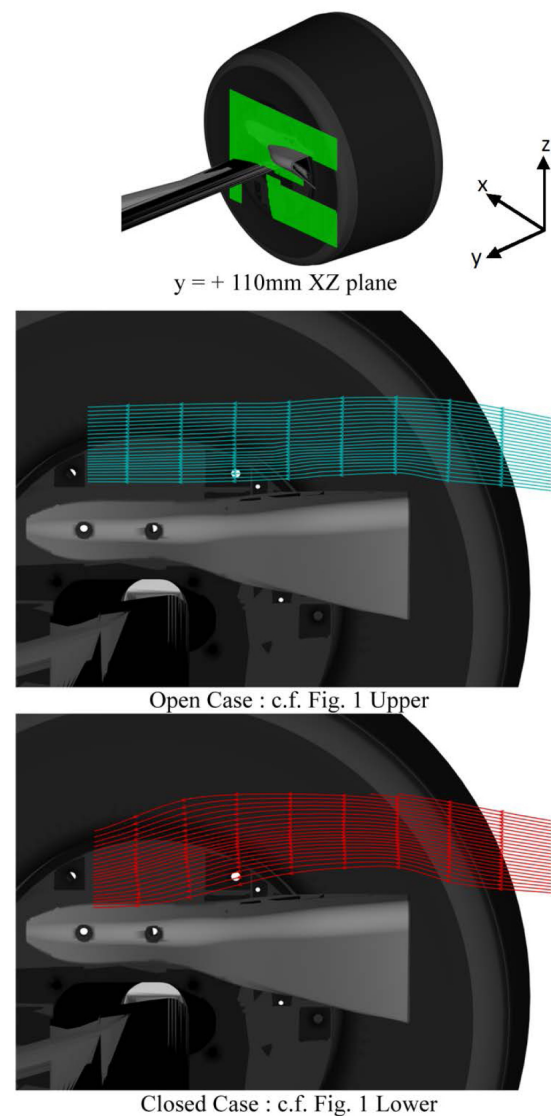 z
x
y
y = + 110mm XZ plane
Open Case : c.f. Fig. 1 Upper
Closed Case : c.f. Fig. 1 Lower